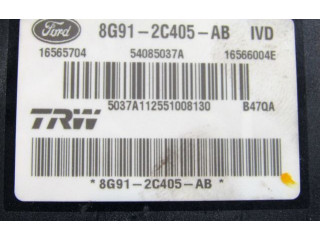 Ford 8G91-2C405-AB IVD
16565704 54085037A 16566004E
TRW 5037A112551008130 B47QA
*8G91-2C405-AB*